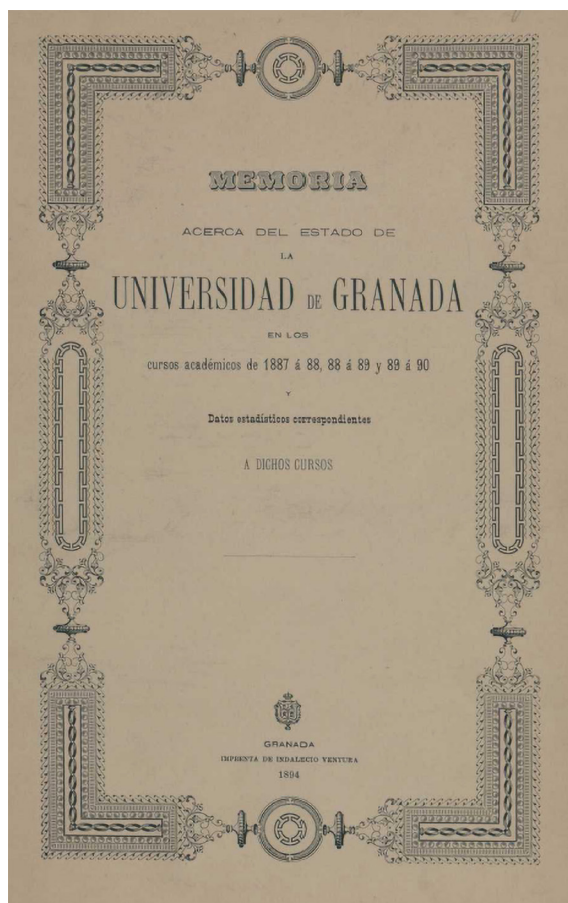 MEMORIA
ACERCA DEL ESTADO DE
LA
UNIVERSIDAD DE GRANADA
EN LOS
cursos académicos de 1887 á 88, 88 á 89 y 89 á 90
Y
Datos estadísticos correspondientes
A DICHOS CURSOS
GRANADA
IMPRENTA DE INDALECIO VENTURA
1894